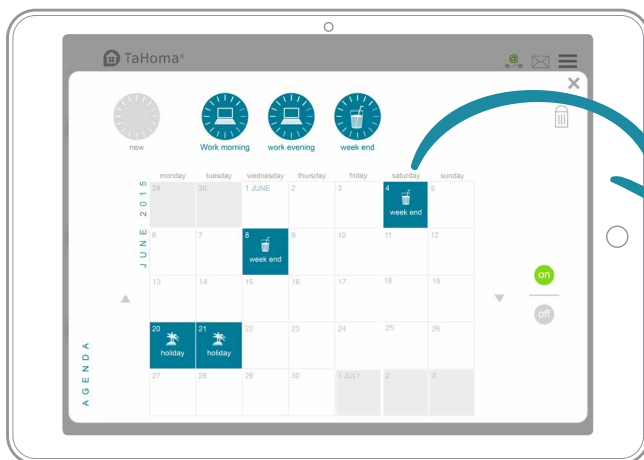 TaHoma®
@
new
Work morning
work evening
week end
monday tuesday wednesday thursday friday saturday sunday
JUNE 2015
29 30 1 JUNE 2 3 4 5
week end
6 7 8 9 10 11 12
week end
13 14 15 16 17 18 19
on
off
20 21 22 23 24 25 26
holiday holiday
27 28 29 30 1 JULY 2 3
AGENDA